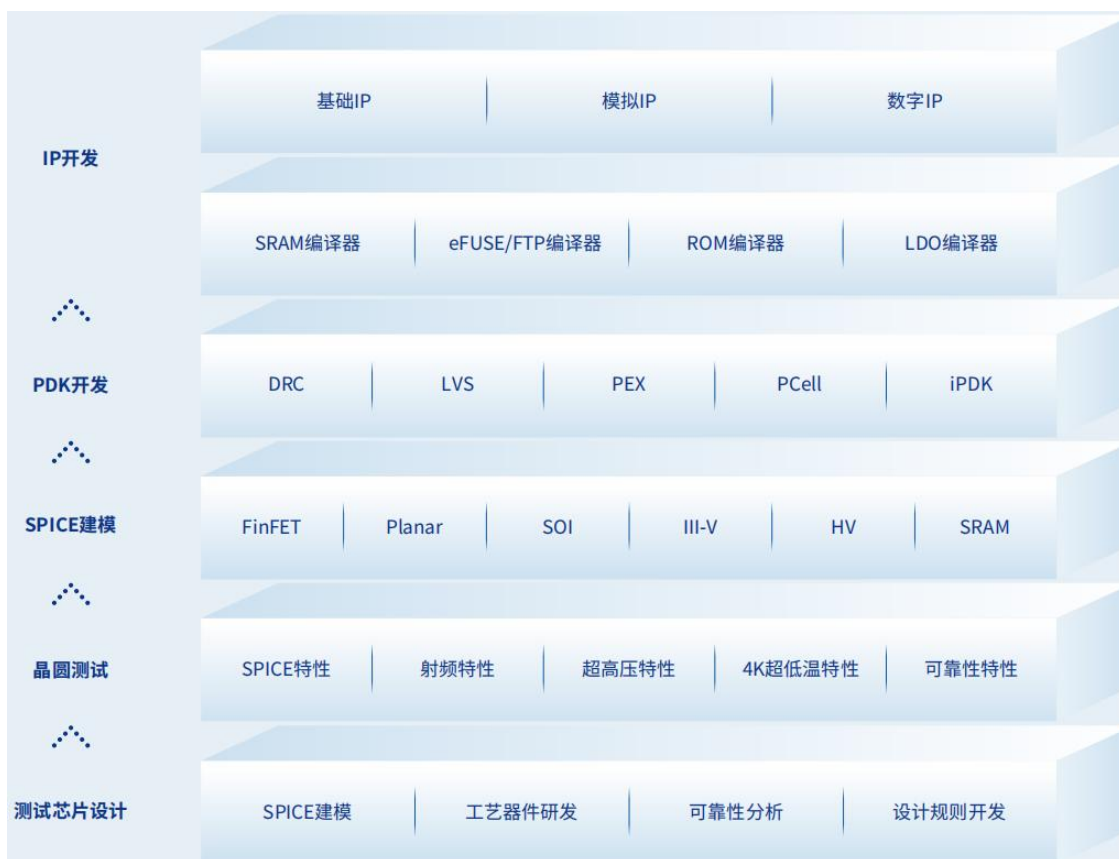 基础IP 模拟IP 数字IP
IP开发
SRAM编译器 eFUSE/FTP编译器 ROM编译器 LDO编译器
PDK开发 DRC LVS PEX PCell iPDK
SPICE建模 FinFET Planar SOI III-V HV SRAM
晶圆测试 SPICE特性 射频特性 超高压特性 4K超低温特性 可靠性特性
测试芯片设计 SPICE建模 工艺器件研发 可靠性分析 设计规则开发